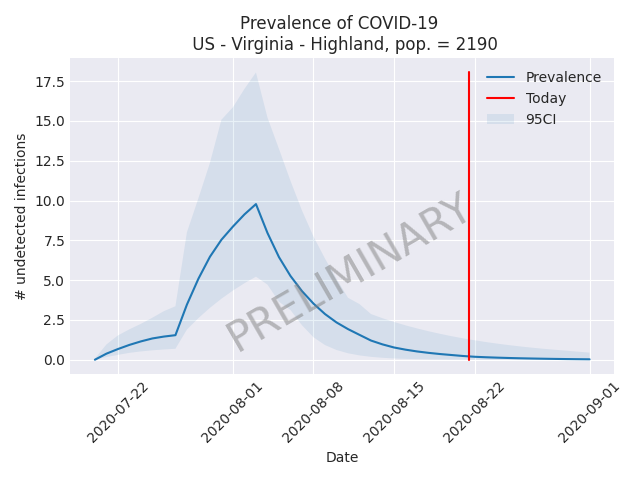 Prevalence of COVID-19
US - Virginia - Highland, pop. = 2190
17.5
15.0
12.5
10.0
7.5
5.0
2.5
0.0
# undetected infections
Prevalence
Today
95CI
PRELIMINARY
2020-07-22
2020-08-01
2020-08-08
2020-08-15
2020-08-22
2020-09-01
Date